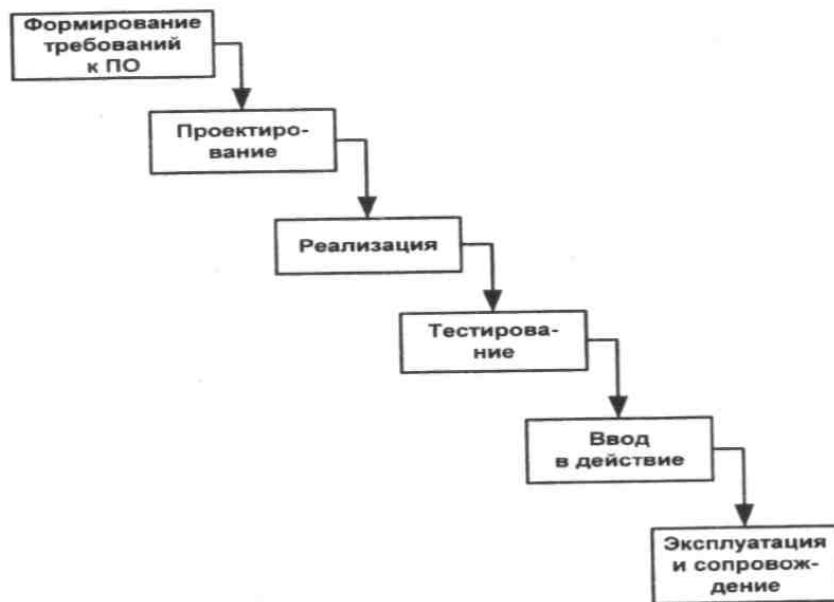 Формирование
требований
к ПО
Проектиро-
вание
Реализация
Тестирова-
ние
Ввод
в действие
Эксплуатация
и сопровож-
дение